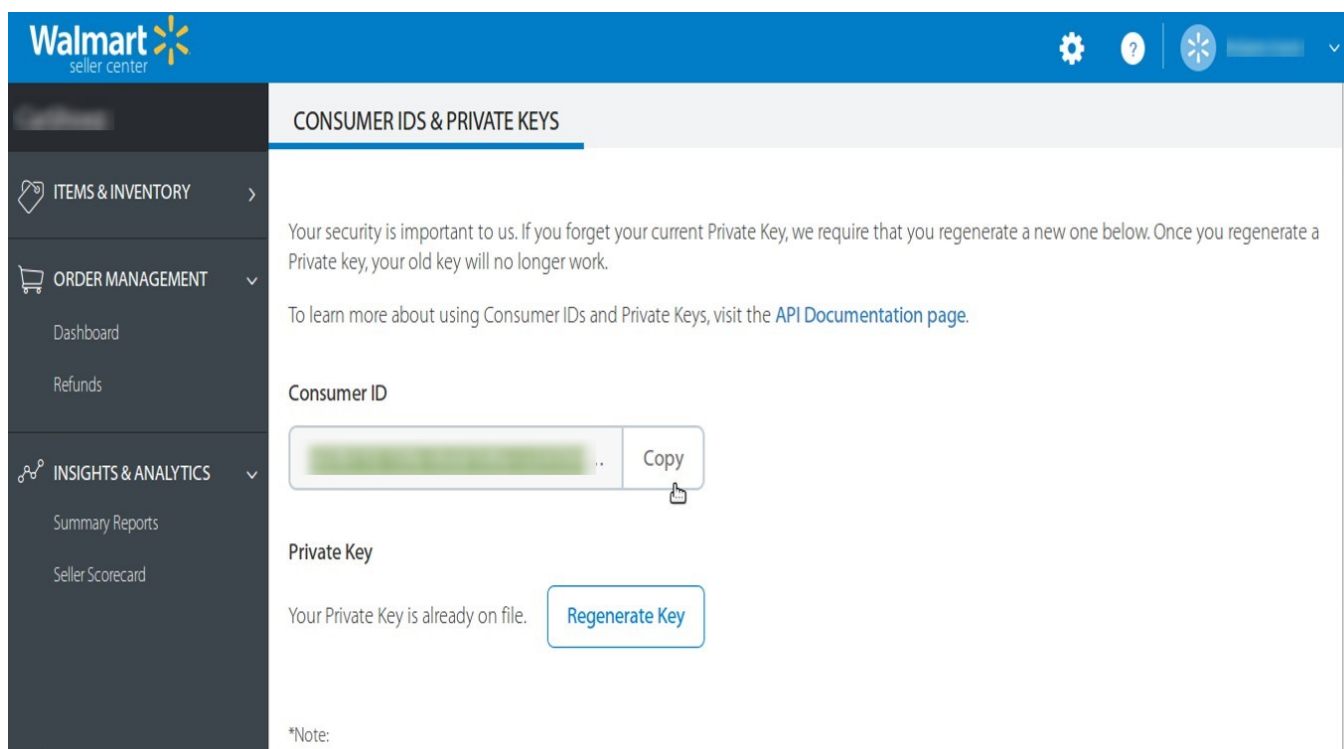 Walmart
seller center
?
CONSUMER IDS & PRIVATE KEYS
ITEMS & INVENTORY
ORDER MANAGEMENT
Dashboard
Refunds
INSIGHTS & ANALYTICS
Summary Reports
Seller Scorecard
Your security is important to us. If you forget your current Private Key, we require that you regenerate a new one below. Once you regenerate a
Private key, your old key will no longer work.
To learn more about using Consumer IDs and Private Keys, visit the API Documentation page.
Consumer ID
.. Copy
Private Key
Your Private Key is already on file. Regenerate Key
*Note: